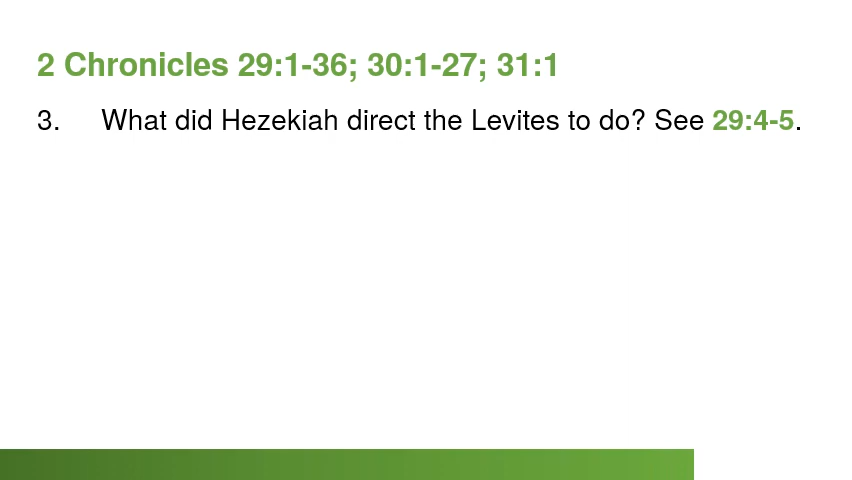 2 Chronicles 29:1-36; 30:1-27; 31:1
3. What did Hezekiah direct the Levites to do? See 29:4-5.